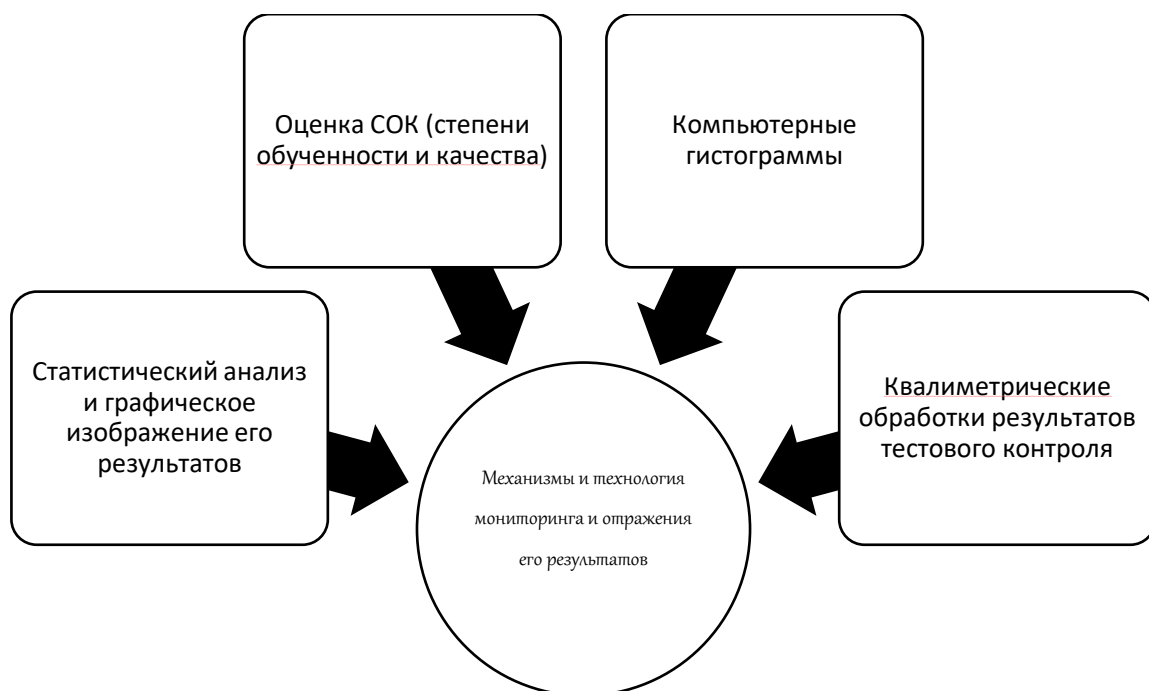 Оценка СОК (степени
обученности и качества)
Компьютерные
гистограммы
Статистический анализ
и графическое
изображение его
результатов
Квалиметрические
обработки результатов
тестового контроля
Механизмы и технология
мониторинга и отражения
его результатов